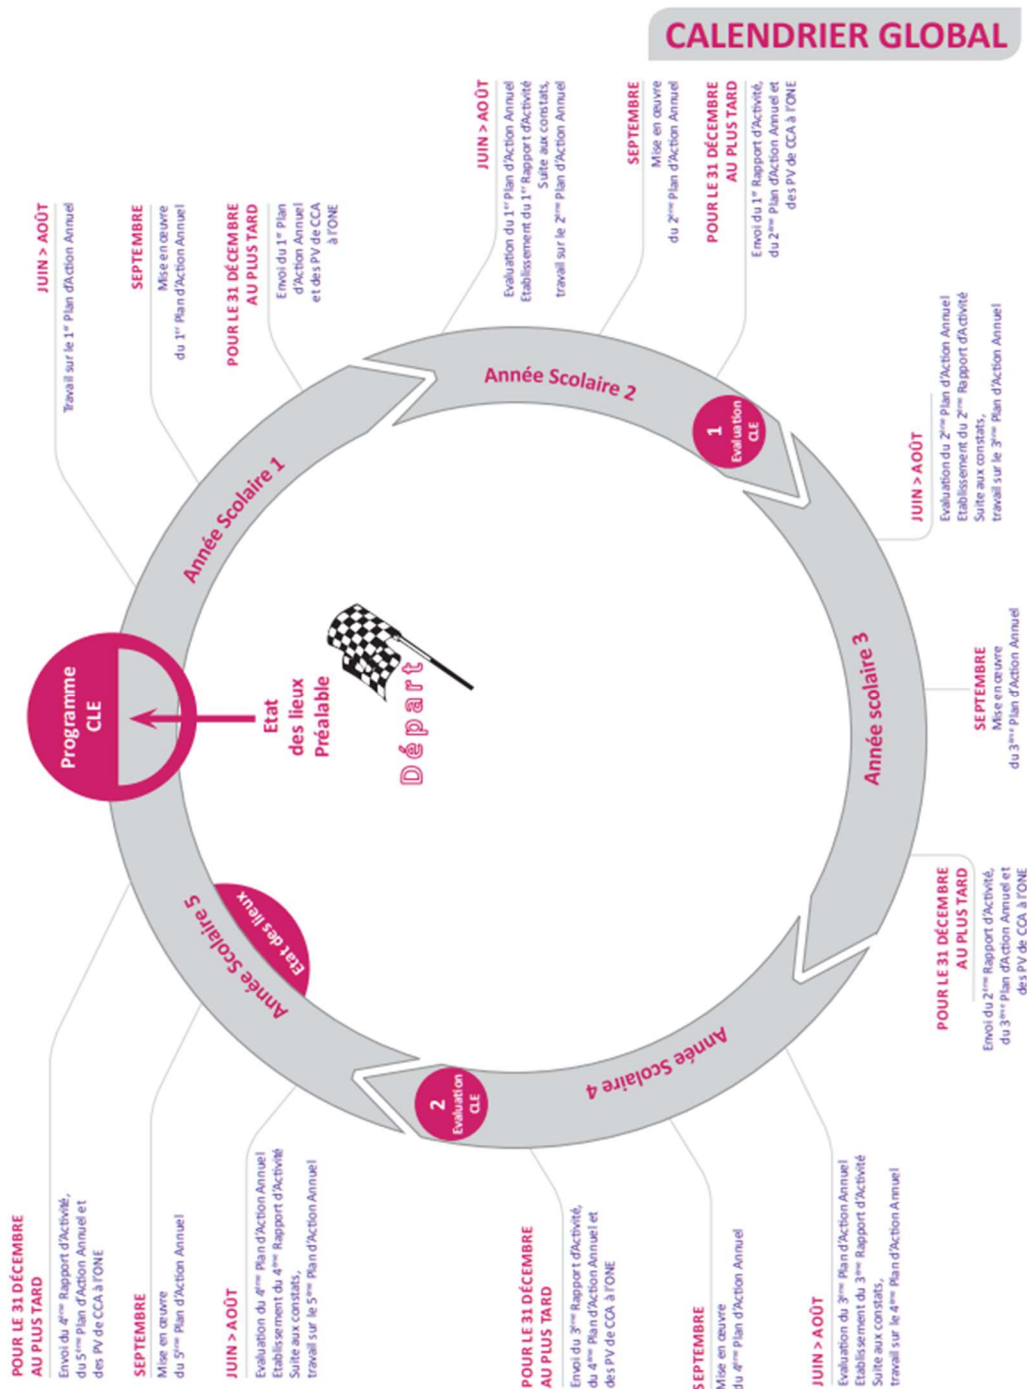 CALENDRIER GLOBAL
Programme
CLE
Etat
des lieux
Préalable
Départ
Année Scolaire 1
JUIN > AOÛT
Travail sur le 1er Plan d'Action Annuel
SEPTEMBRE
Mise en œuvre
du 1er Plan d'Action Annuel
POUR LE 31 DÉCEMBRE
AU PLUS TARD
Envoi du 1er Plan
d'Action Annuel
et des PV de CCA
à l'ONE
Année Scolaire 2
JUIN > AOÛT
Evaluation du 1er Plan d'Action Annuel
Etablissement du 1er Rapport d'Activité
Suite aux constats,
travail sur le 2ème Plan d'Action Annuel
SEPTEMBRE
Mise en œuvre
du 2ème Plan d'Action Annuel
POUR LE 31 DÉCEMBRE
AU PLUS TARD
Envoi du 1er Rapport d'Activité,
du 2ème Plan d'Action Annuel et
des PV de CCA à l'ONE
1
Evaluation
CLE
Année scolaire 3
JUIN > AOÛT
Evaluation du 2ème Plan d'Action Annuel
Etablissement du 2ème Rapport d'Activité
Suite aux constats,
travail sur le 3ème Plan d'Action Annuel
SEPTEMBRE
Mise en œuvre
du 3ème Plan d'Action Annuel
POUR LE 31 DÉCEMBRE
AU PLUS TARD
Envoi du 2ème Rapport d'Activité,
du 3ème Plan d'Action Annuel et
des PV de CCA à l'ONE
Année Scolaire 4
JUIN > AOÛT
Evaluation du 3ème Plan d'Action Annuel
Etablissement du 3ème Rapport d'Activité
Suite aux constats,
travail sur le 4ème Plan d'Action Annuel
SEPTEMBRE
Mise en œuvre
du 4ème Plan d'Action Annuel
POUR LE 31 DÉCEMBRE
AU PLUS TARD
Envoi du 3ème Rapport d'Activité,
du 4ème Plan d'Action Annuel et
des PV de CCA à l'ONE
2
Evaluation
CLE
Année Scolaire 5
Etat des lieux
JUIN > AOÛT
Evaluation du 4ème Plan d'Action Annuel
Etablissement du 4ème Rapport d'Activité
Suite aux constats,
travail sur le 5ème Plan d'Action Annuel
SEPTEMBRE
Mise en œuvre
du 5ème Plan d'Action Annuel
POUR LE 31 DÉCEMBRE
AU PLUS TARD
Envoi du 4ème Rapport d'Activité,
du 5ème Plan d'Action Annuel et
des PV de CCA à l'ONE